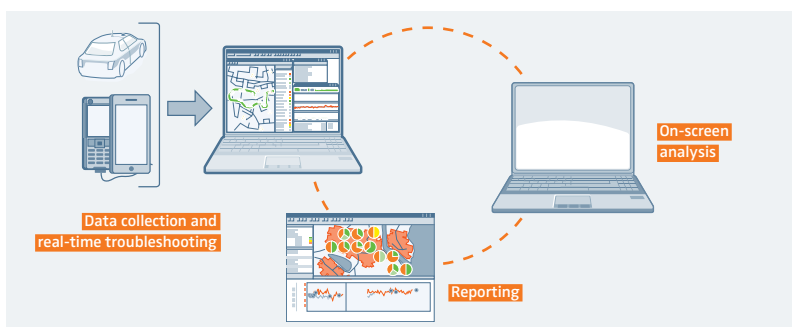 On-screen
analysis
Data collection and
real-time troubleshooting
Reporting